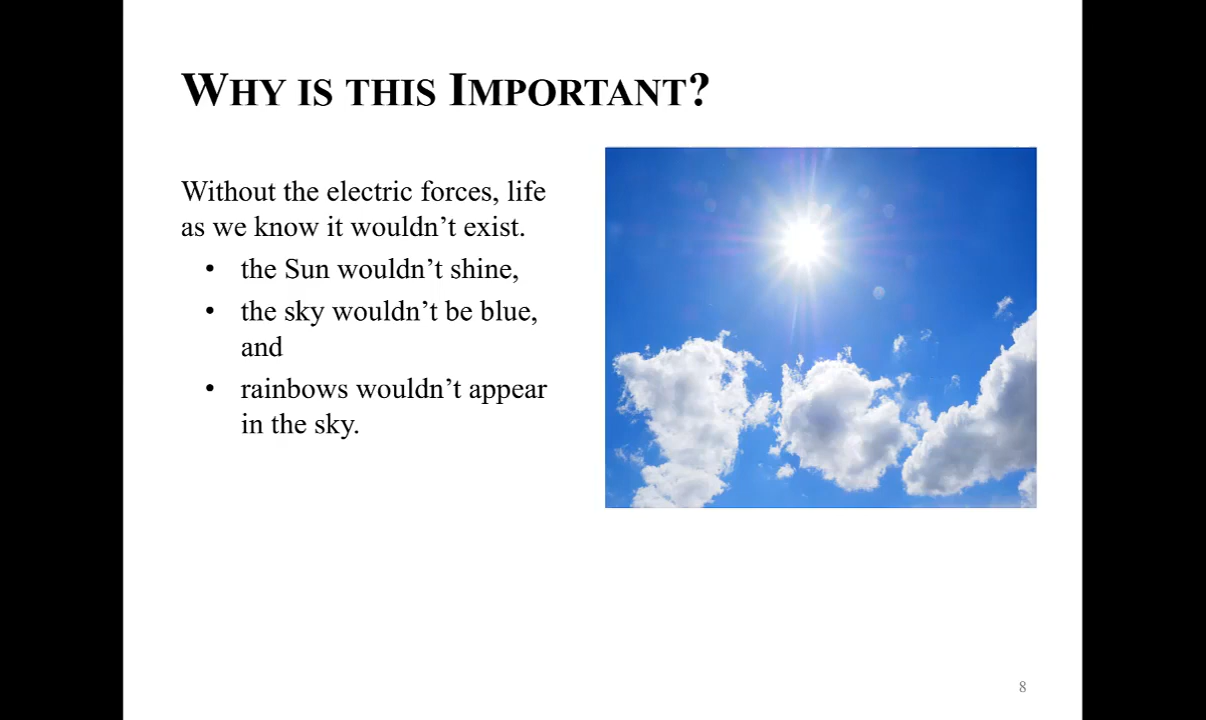 WHY IS THIS IMPORTANT?
Without the electric forces, life
as we know it wouldn’t exist.
• the Sun wouldn’t shine,
• the sky wouldn’t be blue,
and
• rainbows wouldn’t appear
in the sky.
8